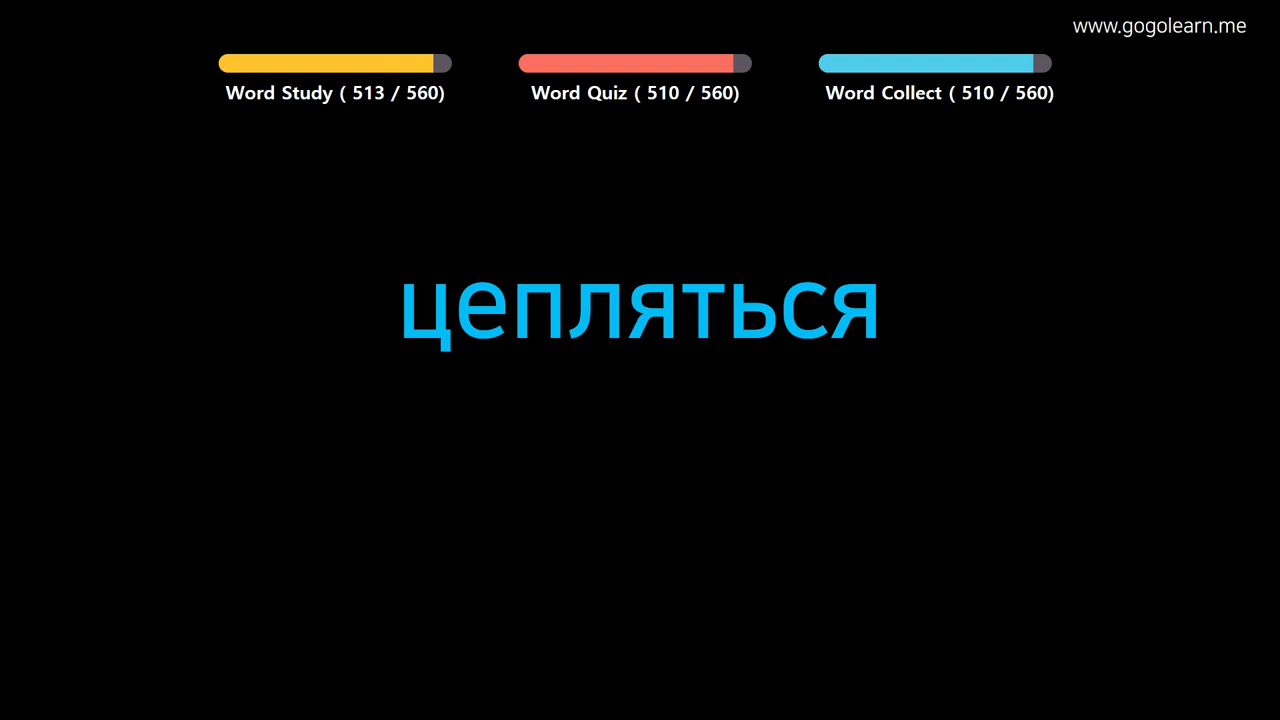 www.gogolearn.me
Word Study ( 513 / 560)
Word Quiz ( 510 / 560)
Word Collect ( 510 / 560)
цепляться